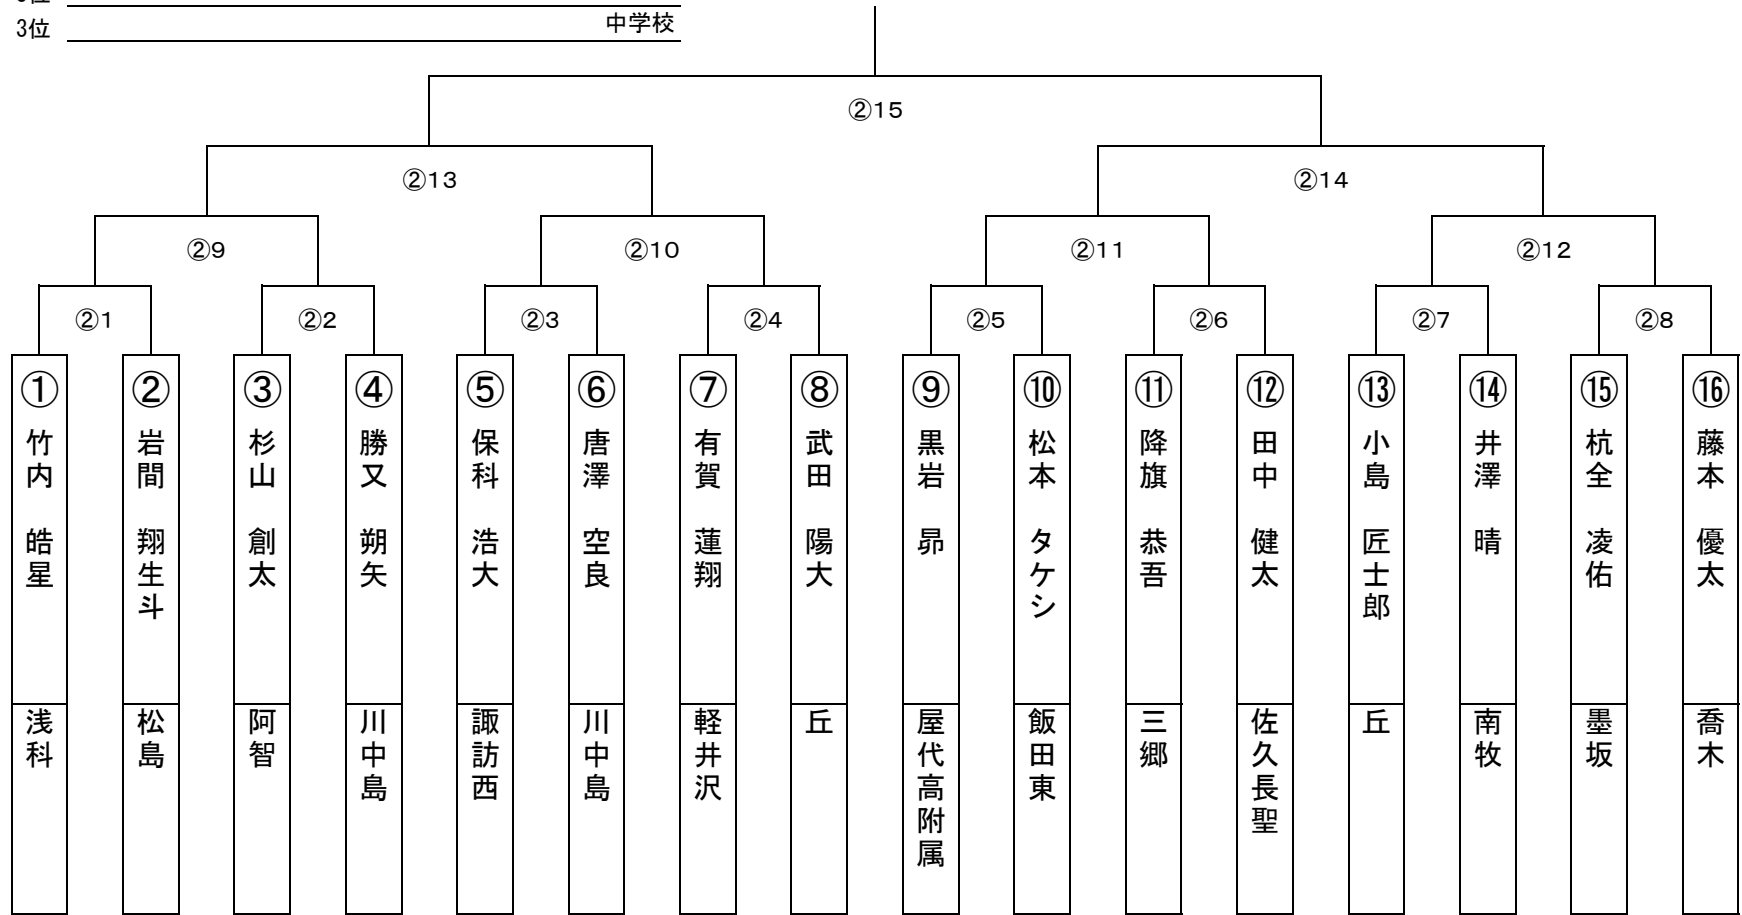 3位 中学校
②15
②13 ②14
②9 ②10 ②11 ②12
②1 ②2 ②3 ②4 ②5 ②6 ②7 ②8
① 竹内 皓星 浅科
② 岩間 翔生斗 松島
③ 杉山 創太 阿智
④ 勝又 朔矢 川中島
⑤ 保科 浩大 諏訪西
⑥ 唐澤 空良 川中島
⑦ 有賀 蓮翔 軽井沢
⑧ 武田 陽大 丘
⑨ 黒岩 昴 屋代高附属
⑩ 松本 タケシ 飯田東
⑪ 降旗 恭吾 三郷
⑫ 田中 健太 佐久長聖
⑬ 小島 匠士郎 丘
⑭ 井澤 晴 南牧
⑮ 杭全 凌佑 墨坂
⑯ 藤本 優太 喬木